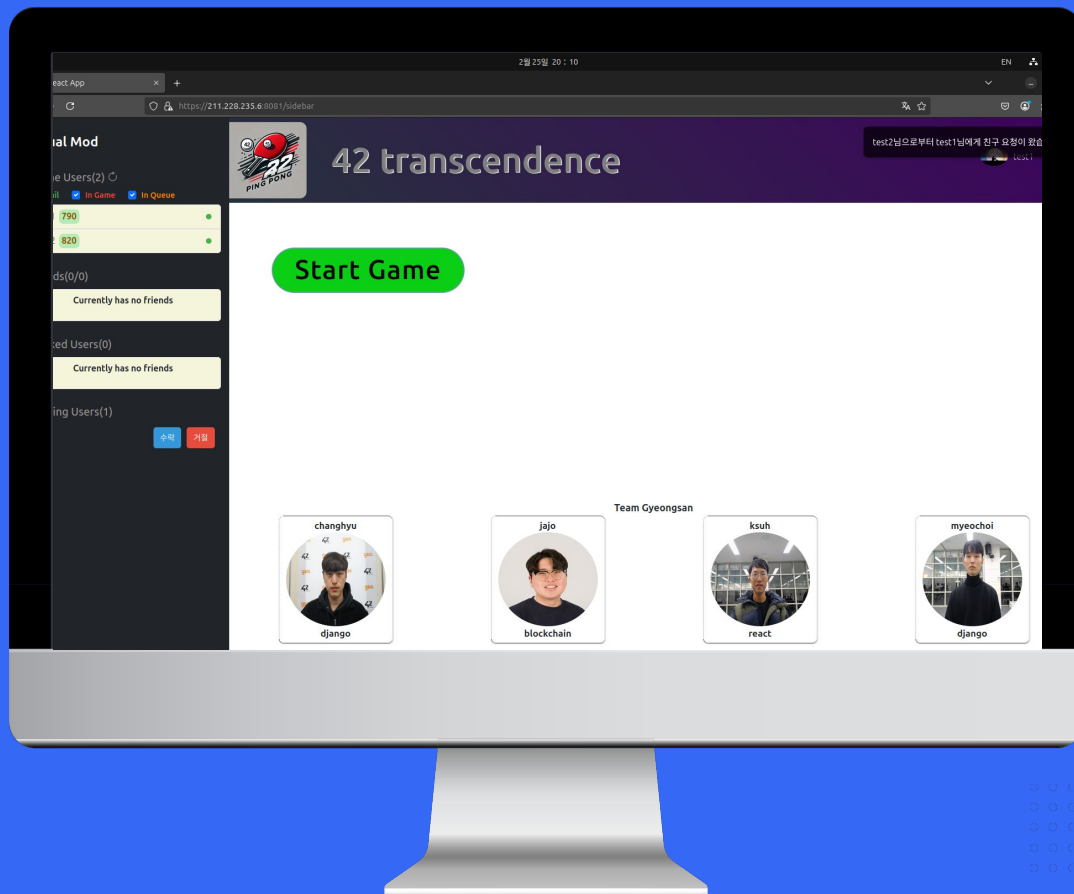 2월 25일 20 : 10
EN
eact App
https://211.228.235.6:8081/sidebar
ual Mod
e Users(2)
In Game
In Queue
790
820
ds(0/0)
Currently has no friends
ked Users(0)
Currently has no friends
ing Users(1)
수락
거절
42
PING PONG
42 transcendence
test2님으로부터 test1님에게 친구 요청이 왔습
test1
Start Game
Team Gyeongsan
changhyu
django
jajo
blockchain
ksuh
react
myeochoi
django